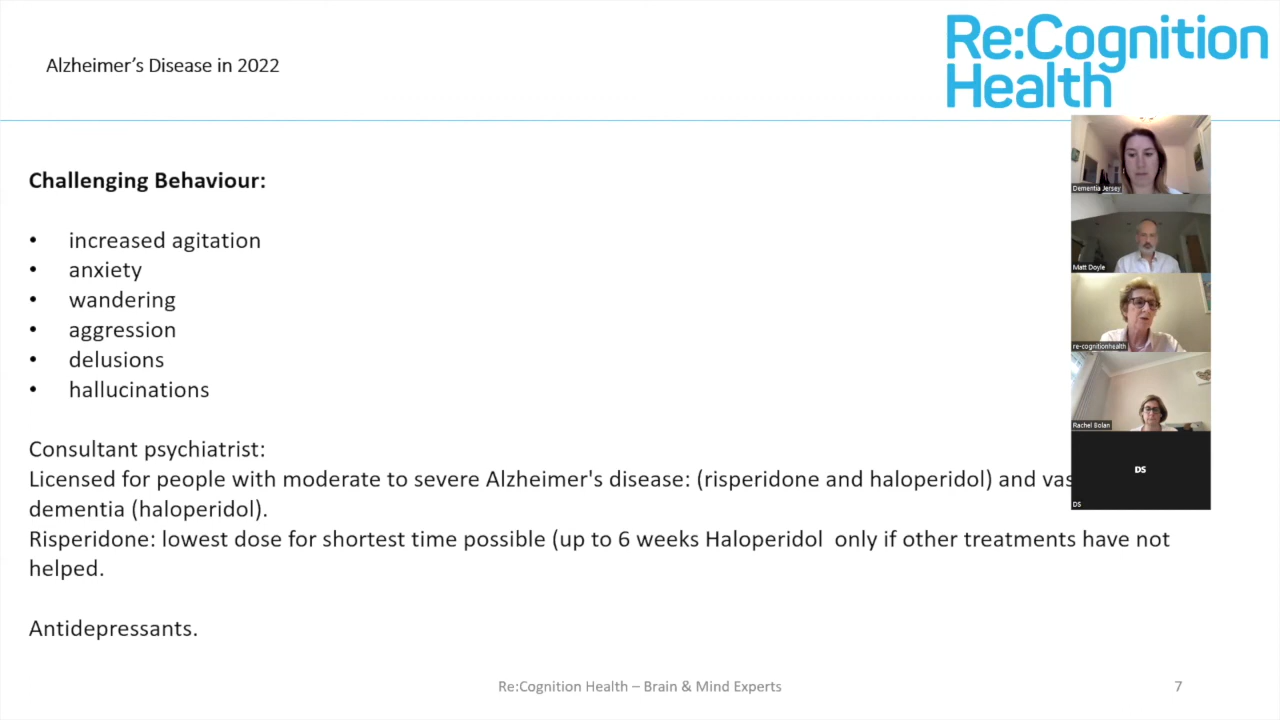 Alzheimer's Disease in 2022
Re:Cognition
Health
Challenging Behaviour:
• increased agitation
• anxiety
• wandering
• aggression
• delusions
• hallucinations
Consultant psychiatrist:
Licensed for people with moderate to severe Alzheimer's disease: (risperidone and haloperidol) and vas
dementia (haloperidol).
Risperidone: lowest dose for shortest time possible (up to 6 weeks Haloperidol only if other treatments have not
helped.
Antidepressants.
Dementia Jersey
Matt Doyle
re-cognitionhealth
Rachel Bolan
DS
DS
Re:Cognition Health – Brain & Mind Experts
7